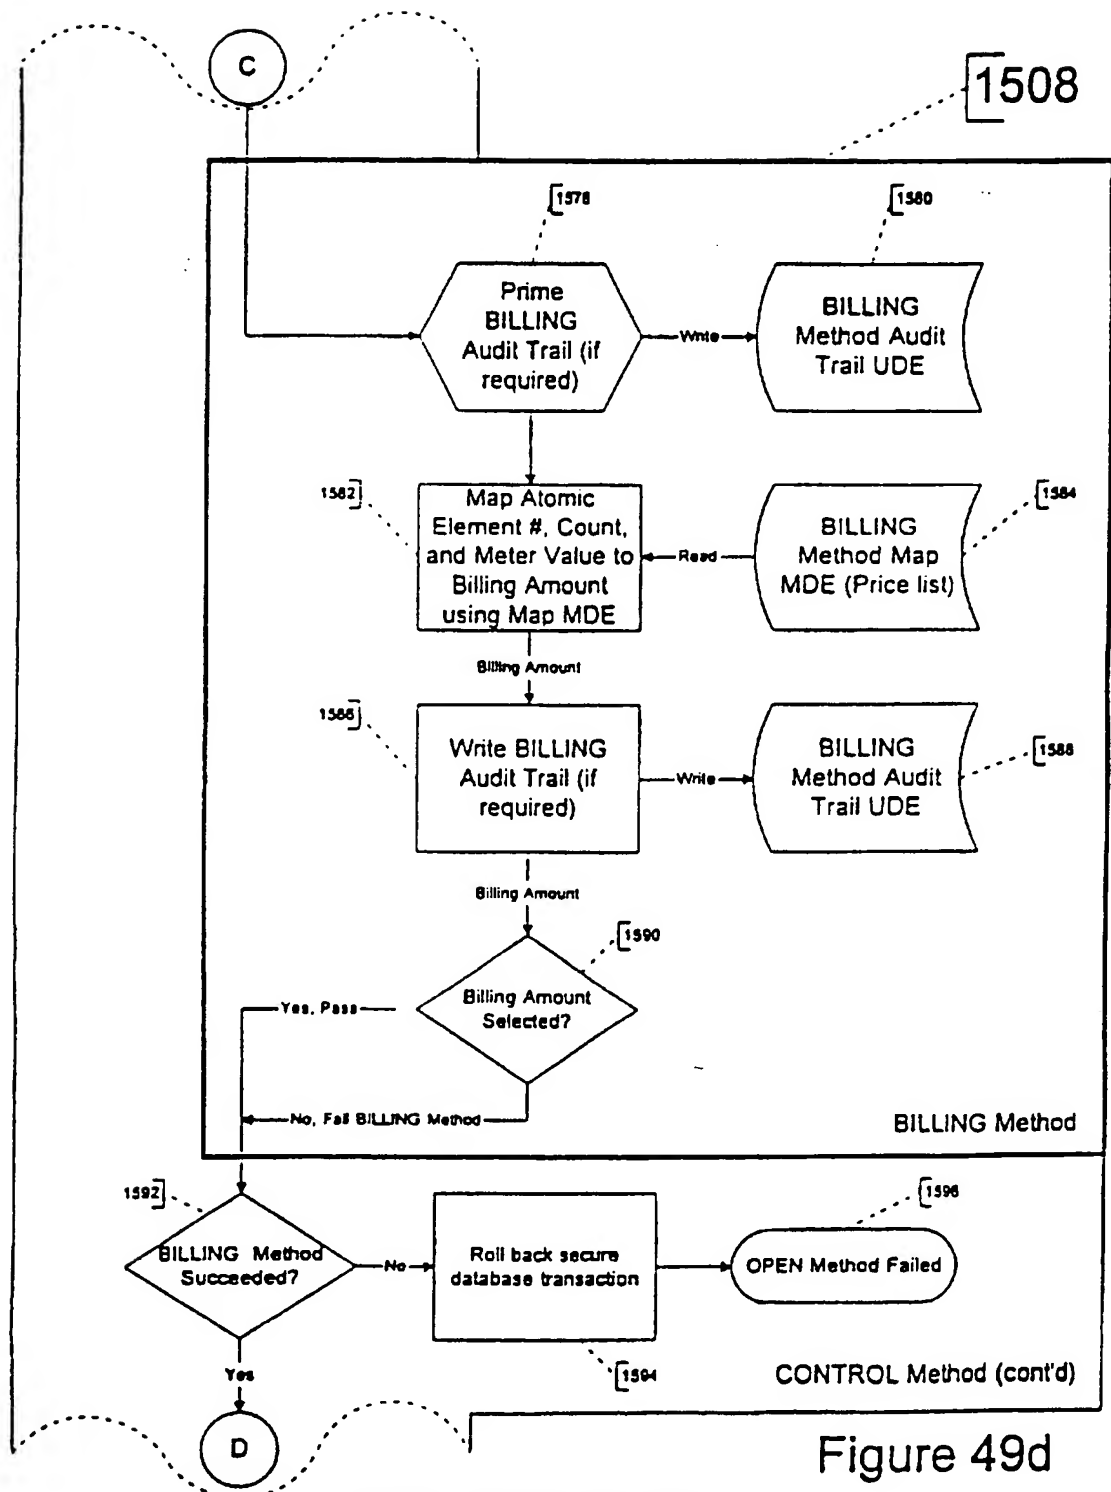 C
1508
1578
1580
Prime
BILLING
Audit Trail (if
required)
Write
BILLING
Method Audit
Trail UDE
1582
Map Atomic
Element #, Count,
and Meter Value to
Billing Amount
using Map MDE
Read
BILLING
Method Map
MDE (Price list)
1584
Billing Amount
1586
Write BILLING
Audit Trail (if
required)
Write
BILLING
Method Audit
Trail UDE
1588
Billing Amount
1590
Billing Amount
Selected?
Yes, Pass
No, Fail BILLING Method
BILLING Method
1592
BILLING Method
Succeeded?
No
Roll back secure
database transaction
1596
OPEN Method Failed
1594
Yes
CONTROL Method (cont'd)
D
Figure 49d